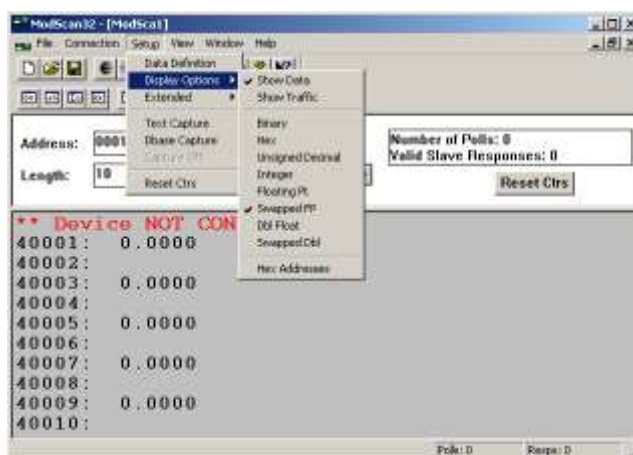 ModScan32 - [ModSca1]
File Connection Setup View Window Help
Data Definition
Display Options
Extended
Text Capture
Dbase Capture
Capture Off
Reset Ctrs
Show Data
Show Traffic
Binary
Hex
Unsigned Decimal
Integer
Floating Pt.
Swapped FP
Dbl Float
Swapped Dbl
Hex Addresses
Address: 0001
Length: 10
Number of Polls: 0
Valid Slave Responses: 0
Reset Ctrs
** Device NOT CON
40001: 0.0000
40002:
40003: 0.0000
40004:
40005: 0.0000
40006:
40007: 0.0000
40008:
40009: 0.0000
40010:
Polls: 0 Resps: 0